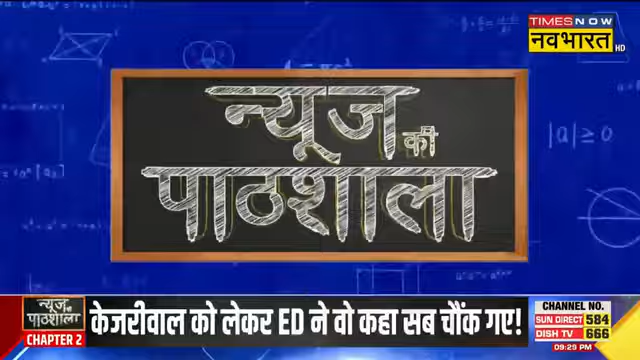 TIMES NOW
नवभारत HD
न्यूज की
पाठशाला
|a| ≥ 0
न्यूज की
पाठशाला
CHAPTER 2
केजरीवाल को लेकर ED ने वो कहा सब चौंक गए!
CHANNEL NO.
SUN DIRECT 584
DISH TV 666
09:29 PM